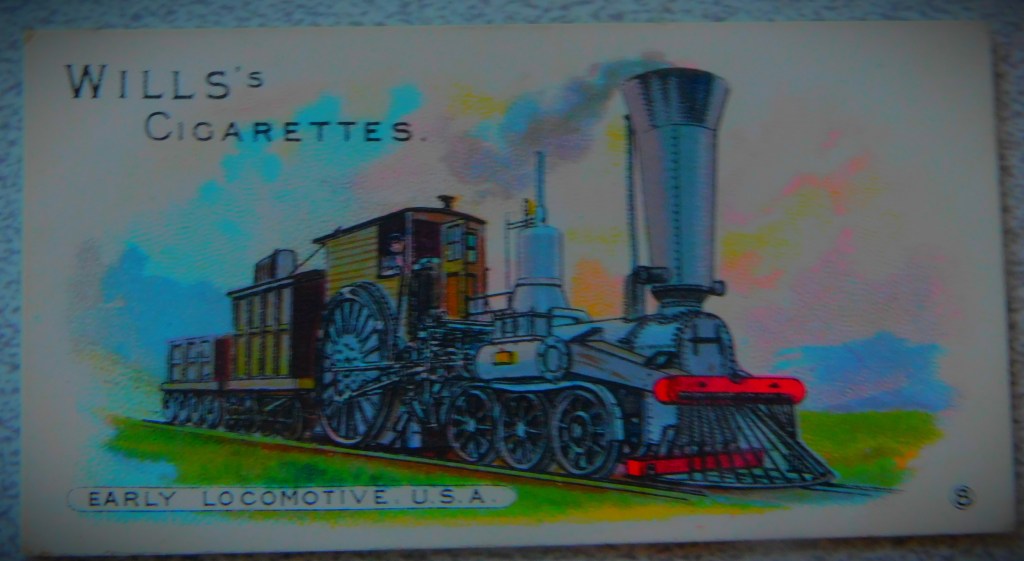 WILLS's
CIGARETTES.
EARLY LOCOMOTIVE. U.S.A.
8